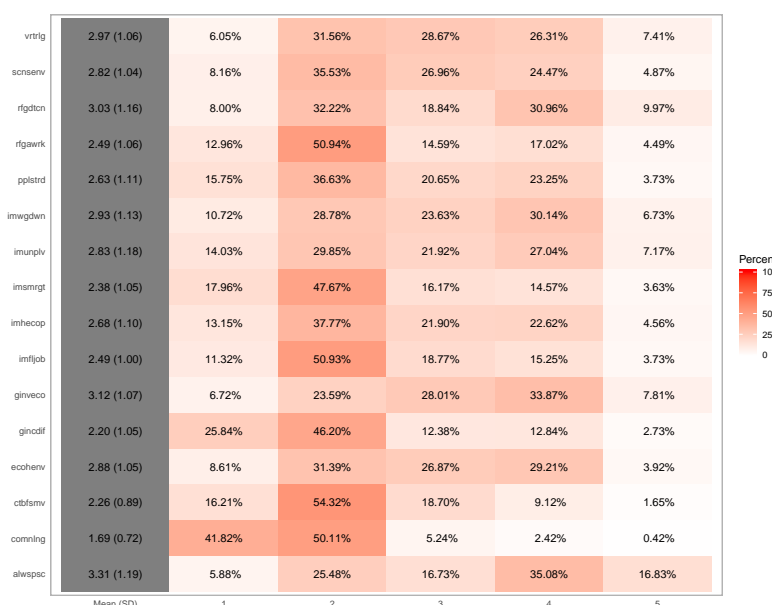 vrtrlg 2.97 (1.06) 6.05% 31.56% 28.67% 26.31% 7.41%
scnsenv 2.82 (1.04) 8.16% 35.53% 26.96% 24.47% 4.87%
rfgdtcn 3.03 (1.16) 8.00% 32.22% 18.84% 30.96% 9.97%
rfgawrk 2.49 (1.06) 12.96% 50.94% 14.59% 17.02% 4.49%
pplstrd 2.63 (1.11) 15.75% 36.63% 20.65% 23.25% 3.73%
imwgdwn 2.93 (1.13) 10.72% 28.78% 23.63% 30.14% 6.73%
imunplv 2.83 (1.18) 14.03% 29.85% 21.92% 27.04% 7.17%
imsmrgt 2.38 (1.05) 17.96% 47.67% 16.17% 14.57% 3.63%
imhecop 2.68 (1.10) 13.15% 37.77% 21.90% 22.62% 4.56%
imfljob 2.49 (1.00) 11.32% 50.93% 18.77% 15.25% 3.73%
ginveco 3.12 (1.07) 6.72% 23.59% 28.01% 33.87% 7.81%
gincdif 2.20 (1.05) 25.84% 46.20% 12.38% 12.84% 2.73%
ecohenv 2.88 (1.05) 8.61% 31.39% 26.87% 29.21% 3.92%
ctbfsmv 2.26 (0.89) 16.21% 54.32% 18.70% 9.12% 1.65%
comnlng 1.69 (0.72) 41.82% 50.11% 5.24% 2.42% 0.42%
alwspsc 3.31 (1.19) 5.88% 25.48% 16.73% 35.08% 16.83%
Mean (SD) 1 2 3 4 5
Percen
10
75
50
25
0